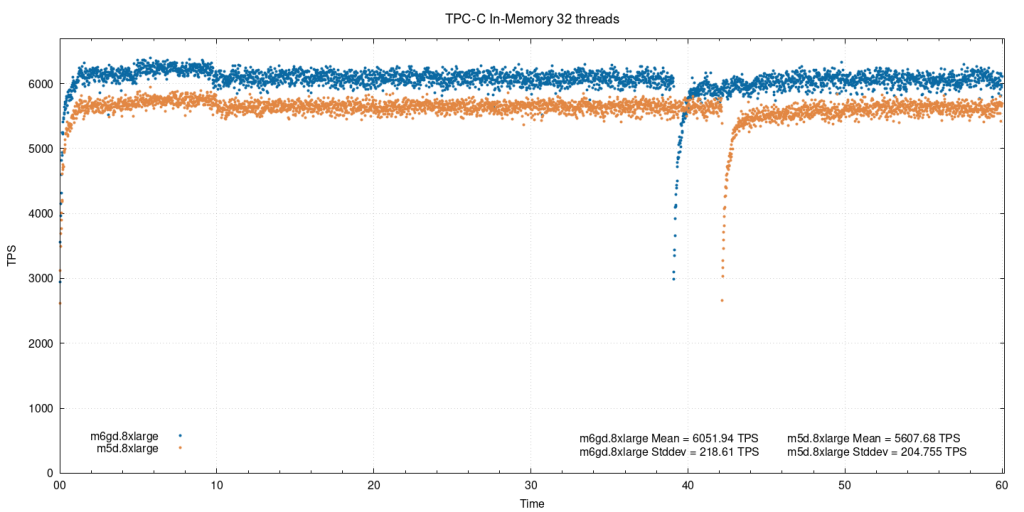 TPC-C In-Memory 32 threads
6000
5000
4000
TPS
3000
2000
1000
m6gd.8xlarge
m5d.8xlarge
m6gd.8xlarge Mean = 6051.94 TPS
m6gd.8xlarge Stddev = 218.61 TPS
m5d.8xlarge Mean = 5607.68 TPS
m5d.8xlarge Stddev = 204.755 TPS
0
00 10 20 30 40 50 60
Time